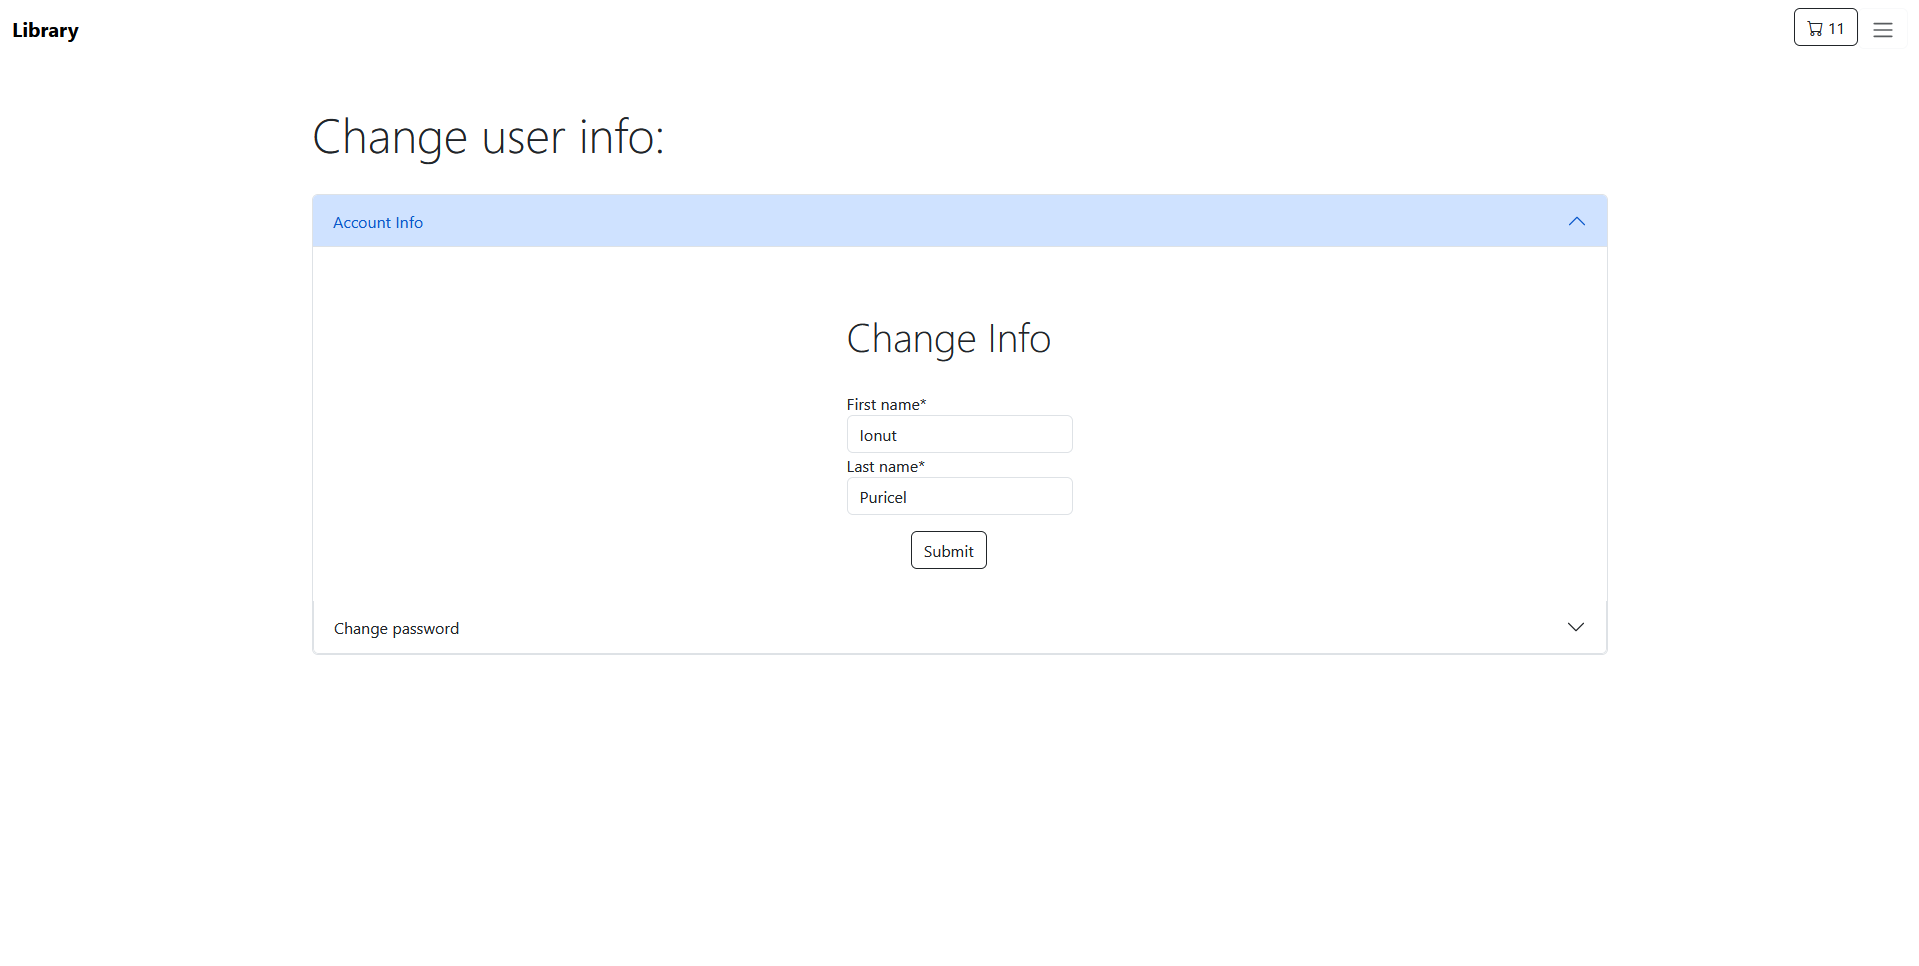 Library
11
Change user info:
Account Info
Change Info
First name*
Ionut
Last name*
Puricel
Submit
Change password